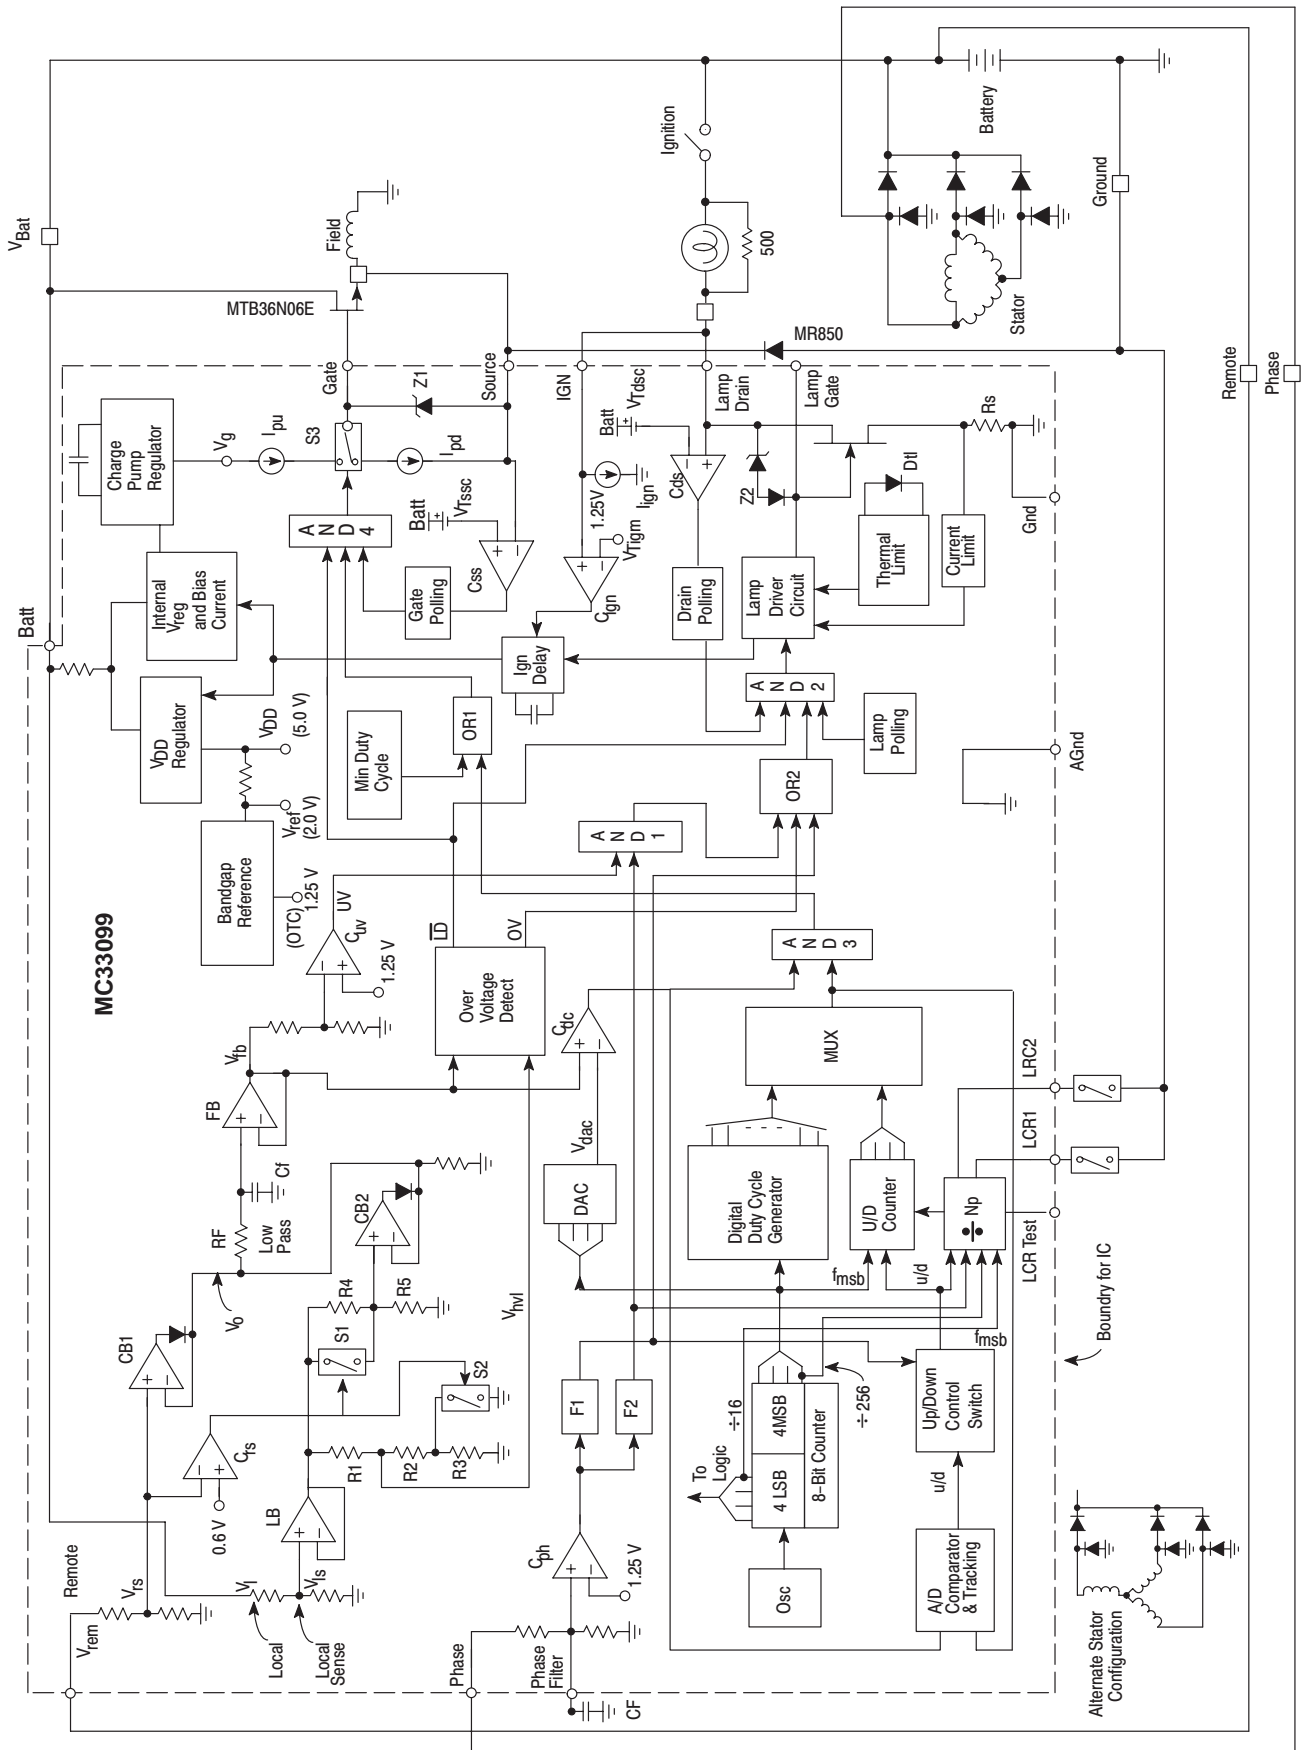 MC33099
Batt
VBat
Charge
Pump
Regulator
Internal
Vreg
and Bias
Current
VDD
Regulator
Bandgap
Reference
VDD
(5.0 V)
Vref
(2.0 V)
(OTC)
1.25 V
Vg
Ipu
S3
Ipd
Gate
Z1
Source
MTB36N06E
Field
A
N
D
4
Batt
VTssc
Css
Gate
Polling
Min Duty
Cycle
OR1
Ign
Delay
Cign
1.25V
VTigm
Iign
IGN
Batt
VTdsc
Cds
Lamp
Drain
Lamp
Gate
Drain
Polling
Z2
Dtl
Rs
Gnd
Lamp
Driver
Circuit
Thermal
Limit
Current
Limit
A
N
D
2
Lamp
Polling
OR2
A
N
D
1
AGnd
Ignition
500
MR850
Battery
Stator
Ground
Remote
Phase
UV
Cuv
1.25 V
LD
OV
Over
Voltage
Detect
Cdc
A
N
D
3
MUX
Vfb
FB
Cf
RF
Low
Pass
Vo
CB1
CB2
R4
R5
S1
S2
R1
R2
R3
Vhvl
Crs
0.6 V
LB
Remote
Vrem
Vrs
Vl
Vls
Local
Local
Sense
DAC
Vdac
Digital
Duty Cycle
Generator
U/D
Counter
÷ Np
LRC2
LCR1
LCR Test
fmsb
u/d
fmsb
F1
F2
Cph
1.25 V
Phase
Phase
Filter
CF
To
Logic
÷16
4MSB
4 LSB
8–Bit Counter
÷ 256
Osc
Up/Down
Control
Switch
u/d
A/D
Comparator
& Tracking
Boundry for IC
Alternate Stator
Configuration